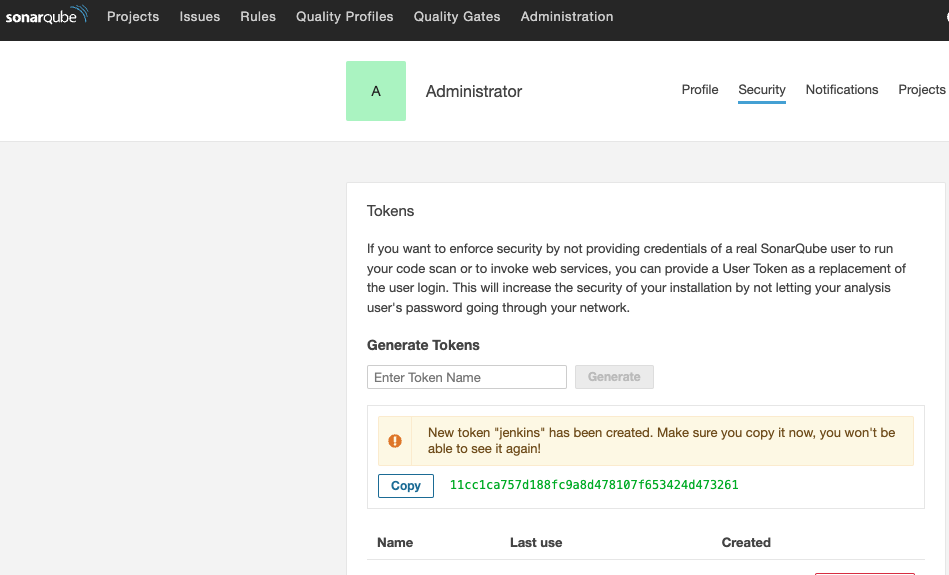 sonarqube Projects Issues Rules Quality Profiles Quality Gates Administration
A Administrator Profile Security Notifications Projects
Tokens
If you want to enforce security by not providing credentials of a real SonarQube user to run
your code scan or to invoke web services, you can provide a User Token as a replacement of
the user login. This will increase the security of your installation by not letting your analysis
user's password going through your network.
Generate Tokens
Enter Token Name Generate
New token "jenkins" has been created. Make sure you copy it now, you won't be
able to see it again!
Copy 11cc1ca757d188fc9a8d478107f653424d473261
Name Last use Created